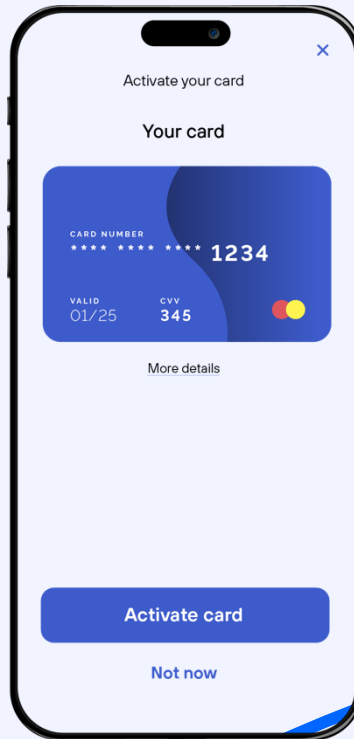 Activate your card
Your card
CARD NUMBER
**** **** **** 1234
VALID CVV
01/25 345
More details
Activate card
Not now